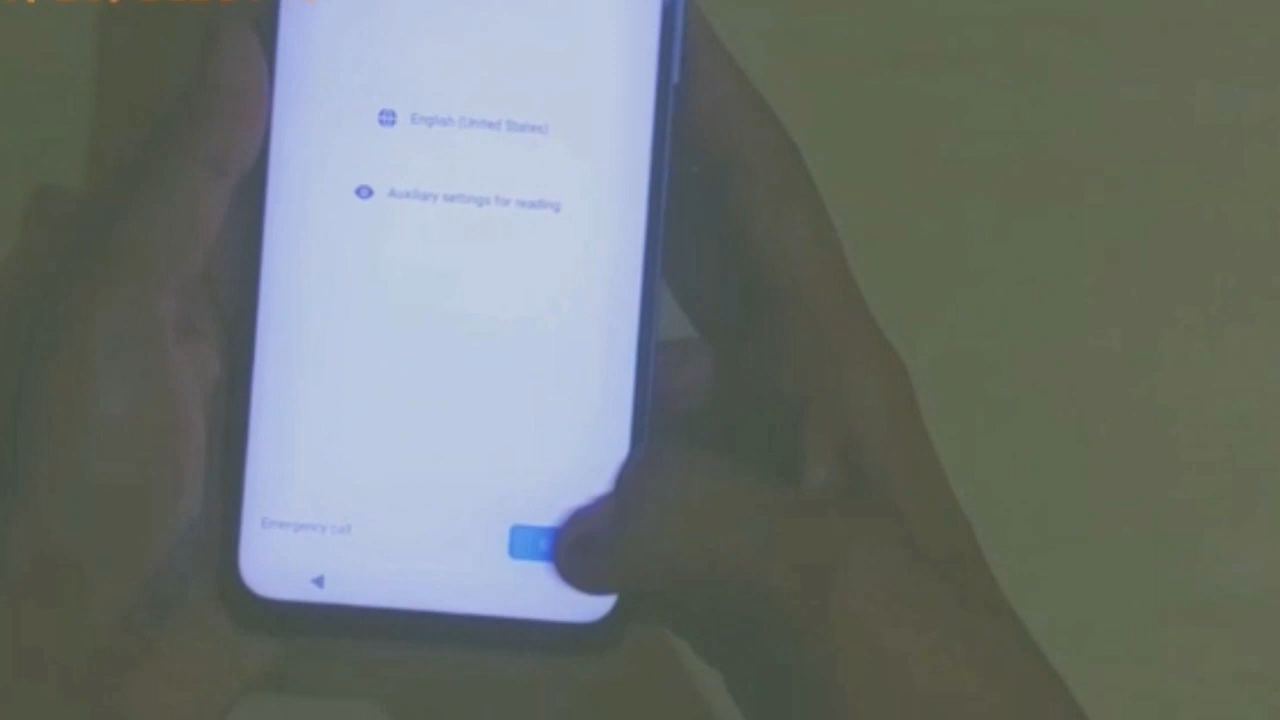 English (United States)
Auxiliary settings for reading
Emergency call